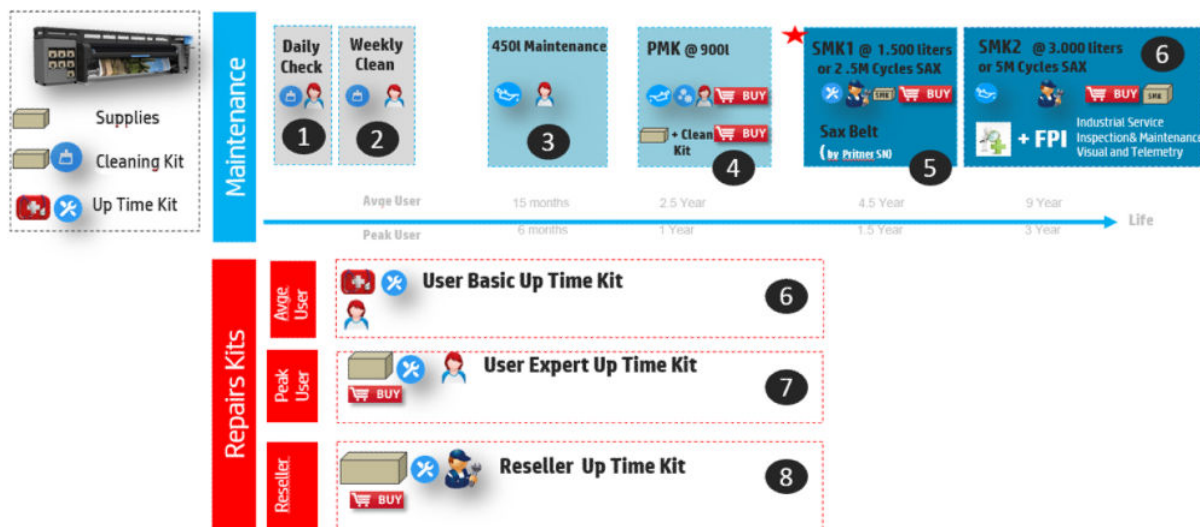 Supplies
Cleaning Kit
Up Time Kit
Maintenance
Daily
Check
1
Weekly
Clean
2
450l Maintenance
3
PMK @ 900l
BUY
+ Clean
Kit
BUY
4
SMK1 @ 1.500 liters
or 2 .5M Cycles SAX
SMK
BUY
Sax Belt
(by Pritner SN)
5
SMK2 @ 3.000 liters
or 5M Cycles SAX
6
BUY
SMK
+ FPI
Industrial Service
Inspection& Maintenance
Visual and Telemetry
Avge User
15 months
2.5 Year
4.5 Year
9 Year
Life
Peak User
6 months
1 Year
1.5 Year
3 Year
Repairs Kits
Avge
User
User Basic Up Time Kit
6
Peak
User
User Expert Up Time Kit
BUY
7
Reseller
Reseller Up Time Kit
BUY
8